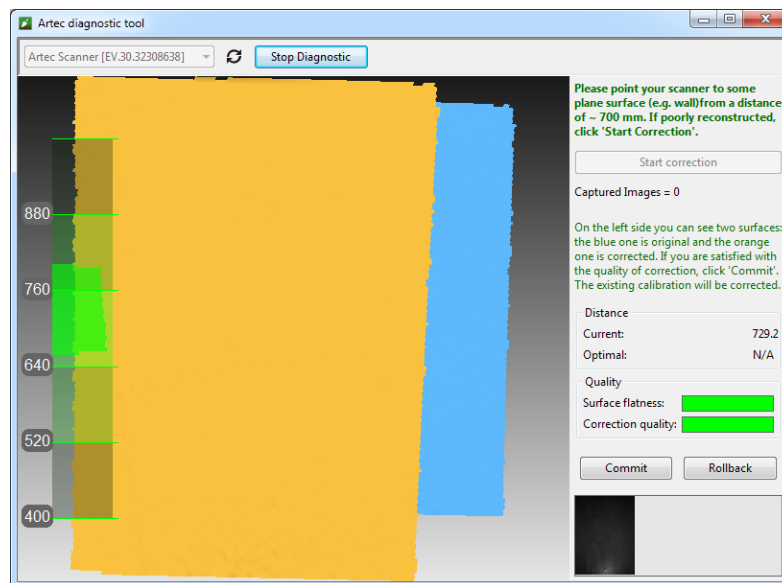 Artec diagnostic tool
Artec Scanner [EV.30.32308638]
Stop Diagnostic
880
760
640
520
400
Please point your scanner to some
plane surface (e.g. wall)from a distance
of ~ 700 mm. If poorly reconstructed,
click 'Start Correction'.
Start correction
Captured Images = 0
On the left side you can see two surfaces:
the blue one is original and the orange
one is corrected. If you are satisfied with
the quality of correction, click 'Commit'.
The existing calibration will be corrected.
Distance
Current: 729.2
Optimal: N/A
Quality
Surface flatness:
Correction quality:
Commit Rollback